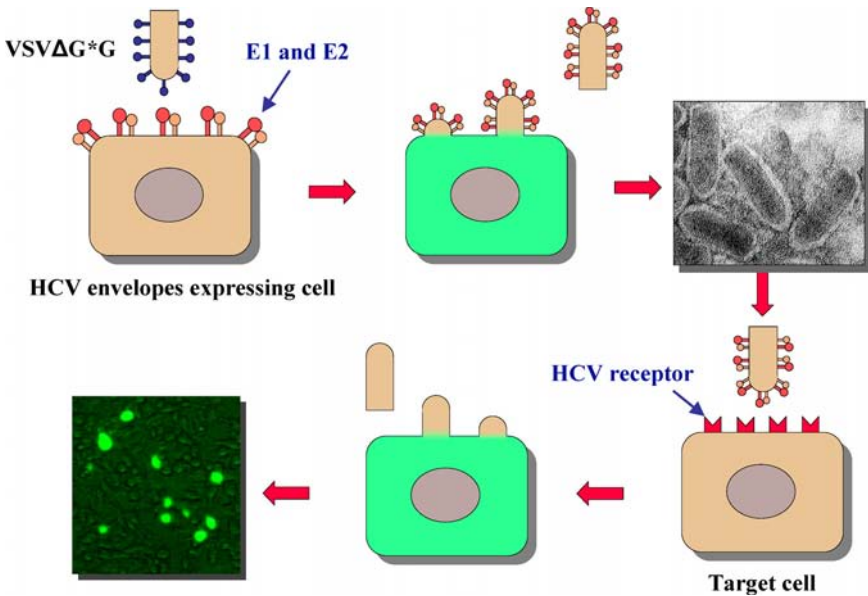 VSVΔG*G
E1 and E2
HCV envelopes expressing cell
HCV receptor
Target cell